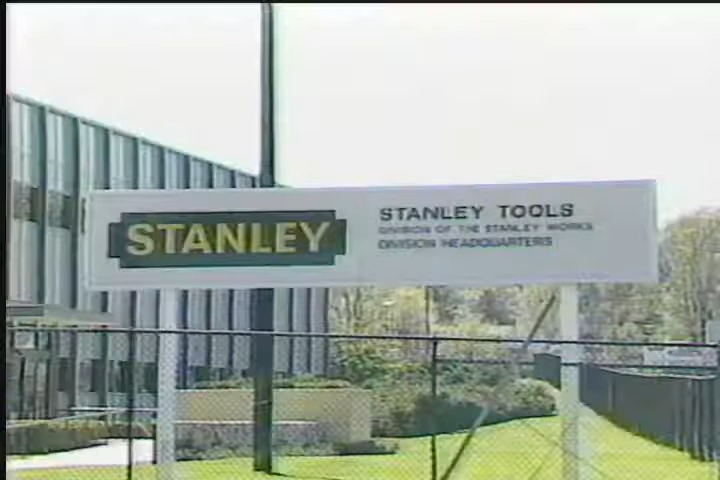 STANLEY
STANLEY TOOLS
DIVISION OF THE STANLEY WORKS
DIVISION HEADQUARTERS